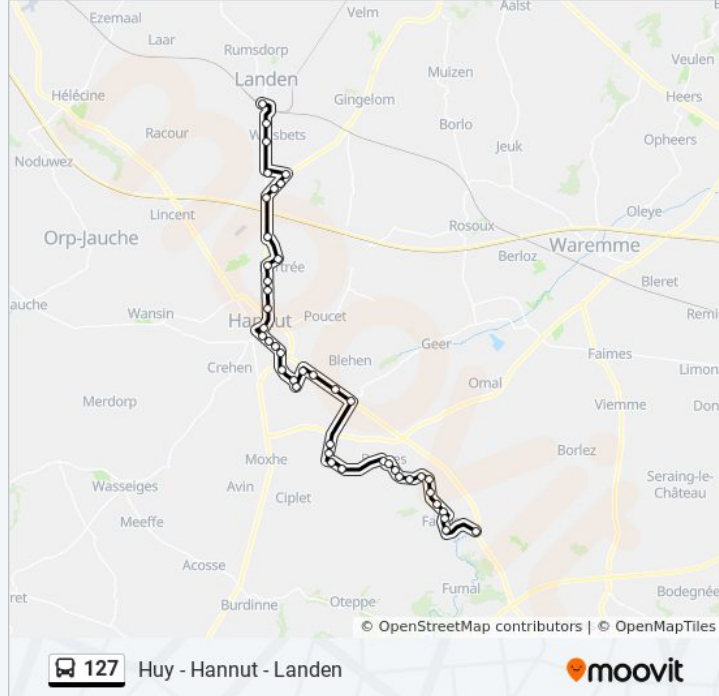 Ezemaal
Velm
Aalst
Laar
Rumsdorp
Landen
Muizen
Veulen
Hélécine
Gingelom
Heers
Racour
Borlo
Opheers
Jeuk
Noduwez
Lincent
Oleye
Rosoux
Orp-Jauche
Waremme
Berloz
Bleret
auche
Wansin
Poucet
Remi
Hannut
Geer
Crehen
Blehen
Faimes
Limon
Omal
Merdorp
Viemme
Don
Moxhe
Borlez
Wasseiges
Avin
Ciplet
Seraing-le-
Château
Meeffe
Acosse
ret
Burdinne
Oteppe
Fumal
Bodegnée
© OpenStreetMap contributors | © OpenMapTiles
127 Huy - Hannut - Landen
moovit